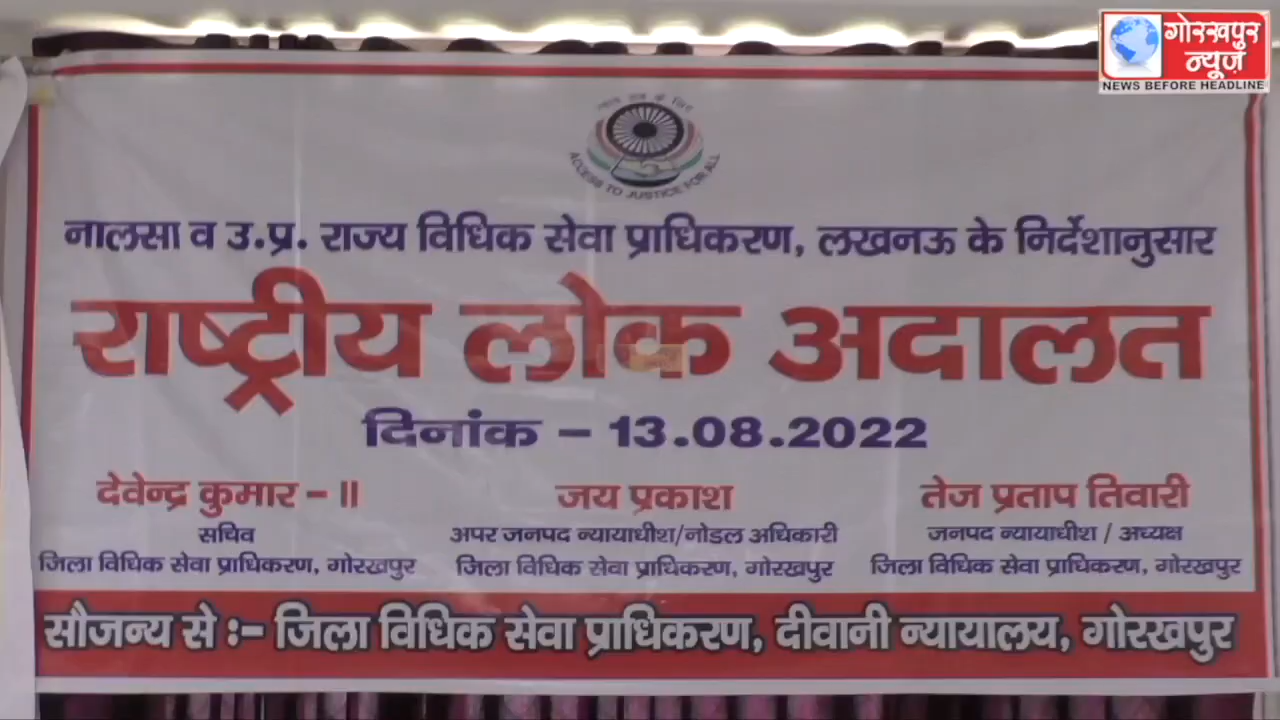 गोरखपुर
न्यूज़
NEWS BEFORE HEADLINE
न्याय सब के लिए
ACCESS TO JUSTICE FOR ALL
नालसा व उ.प्र. राज्य विधिक सेवा प्राधिकरण, लखनऊ के निर्देशानुसार
राष्ट्रीय लोक अदालत
दिनांक – 13.08.2022
देवेन्द्र कुमार – II
सचिव
जिला विधिक सेवा प्राधिकरण, गोरखपुर
जय प्रकाश
अपर जनपद न्यायाधीश/नोडल अधिकारी
जिला विधिक सेवा प्राधिकरण, गोरखपुर
तेज प्रताप तिवारी
जनपद न्यायाधीश / अध्यक्ष
जिला विधिक सेवा प्राधिकरण, गोरखपुर
सौजन्य से :– जिला विधिक सेवा प्राधिकरण, दीवानी न्यायालय, गोरखपुर